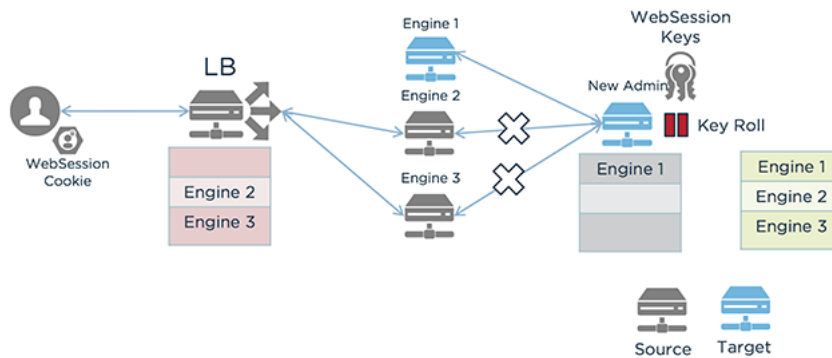 WebSession
Keys
Engine 1
LB
New Admin
Engine 2
Key Roll
WebSession
Cookie
Engine 3
Engine 2
Engine 3
Engine 1
Engine 1
Engine 2
Engine 3
Source
Target